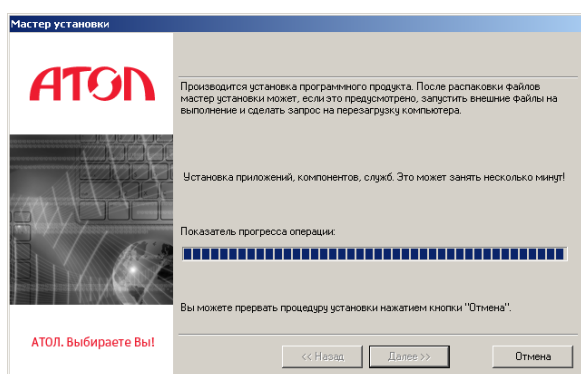 Мастер установки
АТОЛ
Производится установка программного продукта. После распаковки файлов
мастер установки может, если это предусмотрено, запустить внешние файлы на
выполнение и сделать запрос на перезагрузку компьютера.
Установка приложений, компонентов, служб. Это может занять несколько минут!
Показатель прогресса операции:
Вы можете прервать процедуру установки нажатием кнопки "Отмена".
АТОЛ. Выбираете Вы!
<< Назад
Далее >>
Отмена